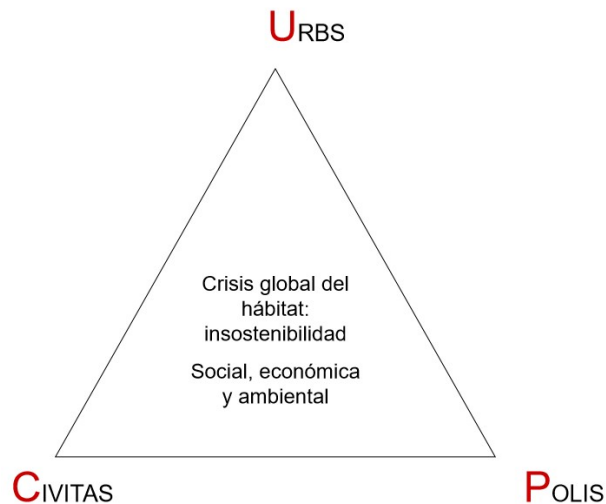 URBS
Crisis global del
hábitat:
insostenibilidad
Social, económica
y ambiental
CIVITAS
POLIS